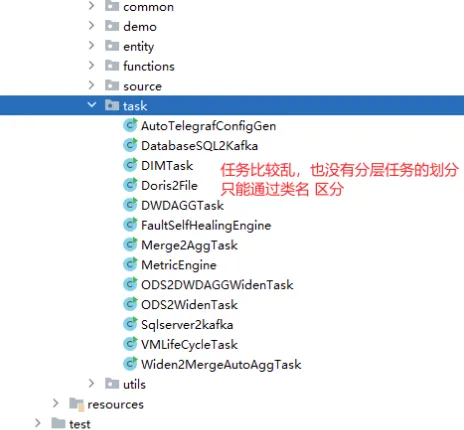 common
demo
entity
functions
source
task
AutoTelegrafConfigGen
DatabaseSQL2Kafka
DIMTask
任务比较乱，也没有分层任务的划分
Doris2File
只能通过类名 区分
DWDAGGTask
FaultSelfHealingEngine
Merge2AggTask
MetricEngine
ODS2DWDAGGWidenTask
ODS2WidenTask
Sqlserver2kafka
VMLifeCycleTask
Widen2MergeAutoAggTask
utils
resources
test